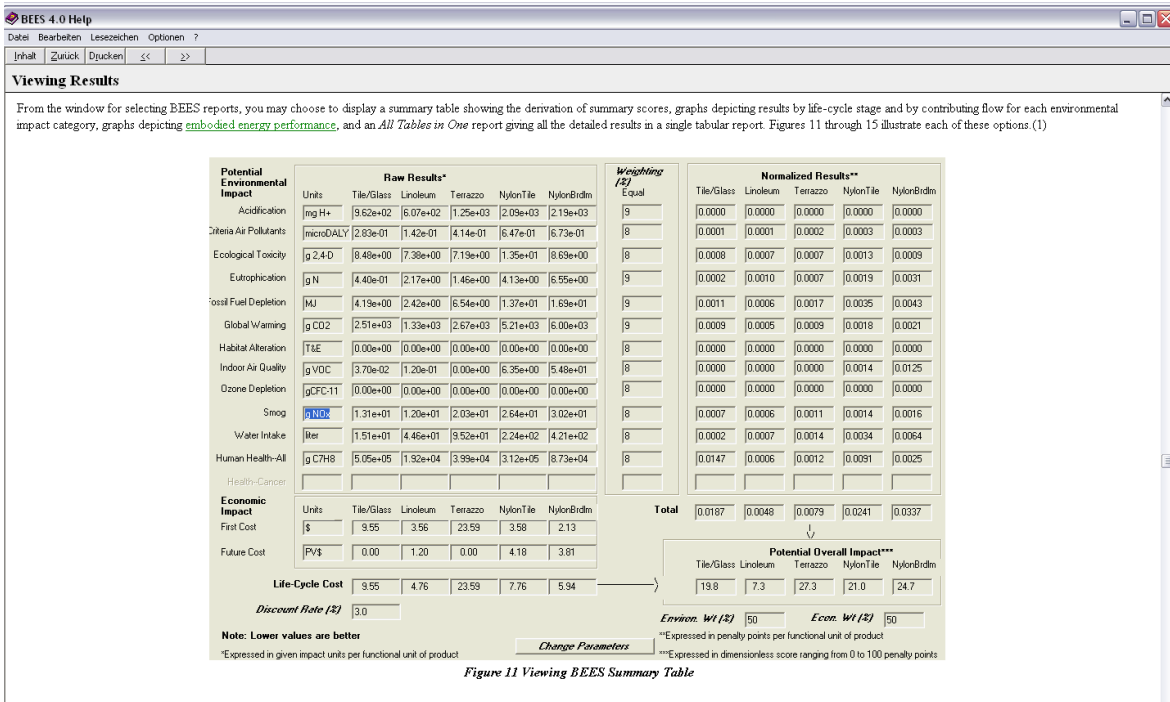 BEES 4.0 Help
Datei Bearbeiten Lesezeichen Optionen ?
Inhalt Zurück Drucken << >>
Viewing Results
From the window for selecting BEES reports, you may choose to display a summary table showing the derivation of summary scores, graphs depicting results by life-cycle stage and by contributing flow for each environmental
impact category, graphs depicting embodied energy performance, and an All Tables in One report giving all the detailed results in a single tabular report. Figures 11 through 15 illustrate each of these options.(1)
Potential Environmental Impact Raw Results* Weighting (%) Normalized Results**
Units Tile/Glass Linoleum Terrazzo NylonTile NylonBrdlm Equal Tile/Glass Linoleum Terrazzo NylonTile NylonBrdlm
Acidification mg H+ 9.62e+02 6.07e+02 1.25e+03 2.09e+03 2.19e+03 9 0.0000 0.0000 0.0000 0.0000 0.0000
Criteria Air Pollutants microDALY 2.83e-01 1.42e-01 4.14e-01 6.47e-01 6.73e-01 8 0.0001 0.0001 0.0002 0.0003 0.0003
Ecological Toxicity g 2,4-D 8.48e+00 7.38e+00 7.19e+00 1.35e+01 8.69e+00 8 0.0008 0.0007 0.0007 0.0013 0.0009
Eutrophication g N 4.40e-01 2.17e+00 1.46e+00 4.13e+00 6.55e+00 9 0.0002 0.0010 0.0007 0.0019 0.0031
Fossil Fuel Depletion MJ 4.19e+00 2.42e+00 6.54e+00 1.37e+01 1.69e+01 9 0.0011 0.0006 0.0017 0.0035 0.0043
Global Warming g CO2 2.51e+03 1.33e+03 2.67e+03 5.21e+03 6.00e+03 9 0.0009 0.0005 0.0009 0.0018 0.0021
Habitat Alteration T&E 0.00e+00 0.00e+00 0.00e+00 0.00e+00 0.00e+00 8 0.0000 0.0000 0.0000 0.0000 0.0000
Indoor Air Quality g VOC 3.70e-02 1.20e-01 0.00e+00 6.35e+00 5.48e+01 8 0.0000 0.0000 0.0000 0.0014 0.0125
Ozone Depletion gCFC-11 0.00e+00 0.00e+00 0.00e+00 0.00e+00 0.00e+00 8 0.0000 0.0000 0.0000 0.0000 0.0000
Smog g NOx 1.31e+01 1.20e+01 2.03e+01 2.64e+01 3.02e+01 8 0.0007 0.0006 0.0011 0.0014 0.0016
Water Intake liter 1.51e+01 4.46e+01 9.52e+01 2.24e+02 4.21e+02 8 0.0002 0.0007 0.0014 0.0034 0.0064
Human Health--All g C7H8 5.05e+05 1.92e+04 3.99e+04 3.12e+05 8.73e+04 8 0.0147 0.0006 0.0012 0.0091 0.0025
Health--Cancer
Economic Impact Units Tile/Glass Linoleum Terrazzo NylonTile NylonBrdlm Total 0.0187 0.0048 0.0079 0.0241 0.0337
First Cost $ 9.55 3.56 23.59 3.58 2.13
Future Cost PV$ 0.00 1.20 0.00 4.18 3.81 Potential Overall Impact***
Tile/Glass Linoleum Terrazzo NylonTile NylonBrdlm
Life-Cycle Cost 9.55 4.76 23.59 7.76 5.94 19.8 7.3 27.3 21.0 24.7
Discount Rate (%) 3.0 Environ. Wt (%) 50 Econ. Wt (%) 50
Note: Lower values are better **Expressed in penalty points per functional unit of product
*Expressed in given impact units per functional unit of product Change Parameters ***Expressed in dimensionless score ranging from 0 to 100 penalty points
Figure 11 Viewing BEES Summary Table